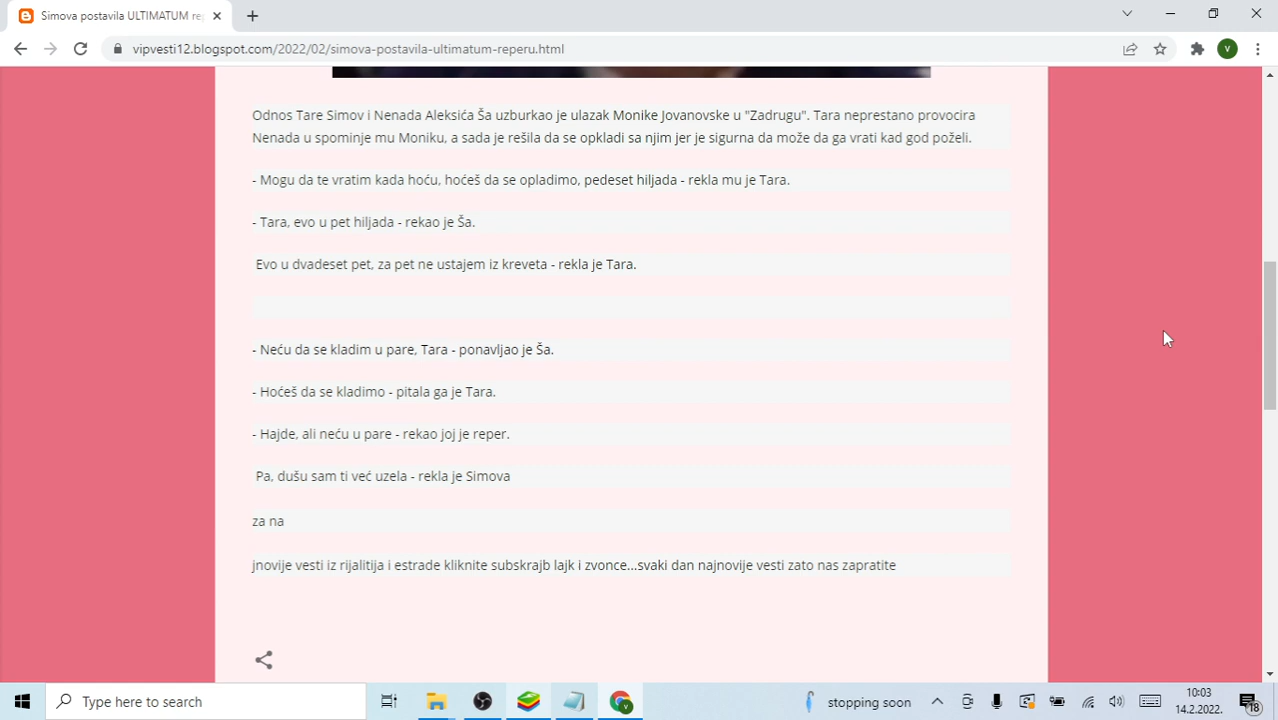 Simova postavila ULTIMATUM re
vipvesti12.blogspot.com/2022/02/simova-postavila-ultimatum-reperu.html
V
Odnos Tare Simov i Nenada Aleksića Ša uzburkao je ulazak Monike Jovanovske u "Zadrugu". Tara neprestano provocira
Nenada u spominje mu Moniku, a sada je rešila da se opkladi sa njim jer je sigurna da može da ga vrati kad god poželi.
- Mogu da te vratim kada hoću, hoćeš da se opladimo, pedeset hiljada - rekla mu je Tara.
- Tara, evo u pet hiljada - rekao je Ša.
Evo u dvadeset pet, za pet ne ustajem iz kreveta - rekla je Tara.
- Neću da se kladim u pare, Tara - ponavljao je Ša.
- Hoćeš da se kladimo - pitala ga je Tara.
- Hajde, ali neću u pare - rekao joj je reper.
Pa, dušu sam ti već uzela - rekla je Simova
za na
jnovije vesti iz rijalitija i estrade kliknite subskrajb lajk i zvonce...svaki dan najnovije vesti zato nas zapratite
Type here to search
V
stopping soon
10:03
14.2.2022.
18